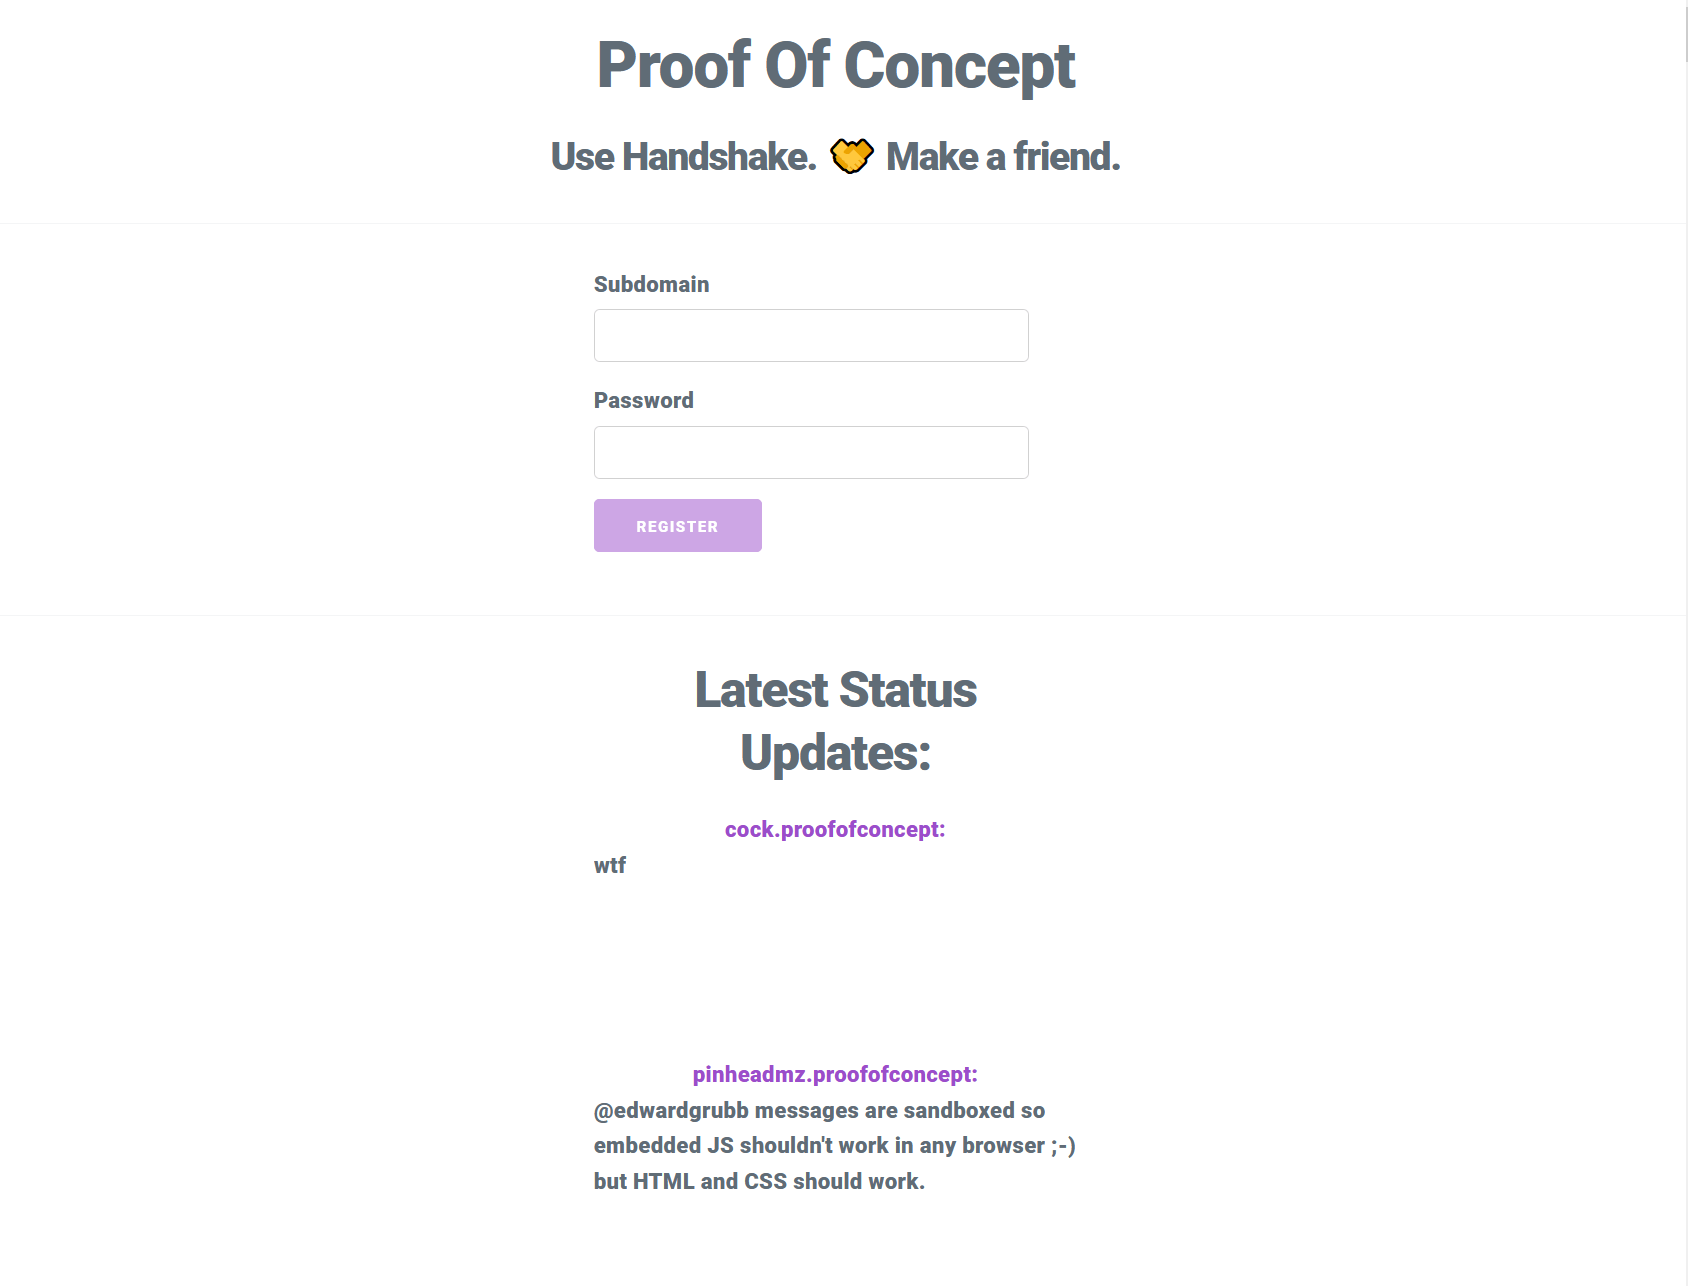 Proof Of Concept
Use Handshake. 🤝 Make a friend.
Subdomain
Password
REGISTER
Latest Status
Updates:
cock.proofofconcept:
wtf
pinheadmz.proofofconcept:
@edwardgrubb messages are sandboxed so
embedded JS shouldn't work in any browser ;-)
but HTML and CSS should work.